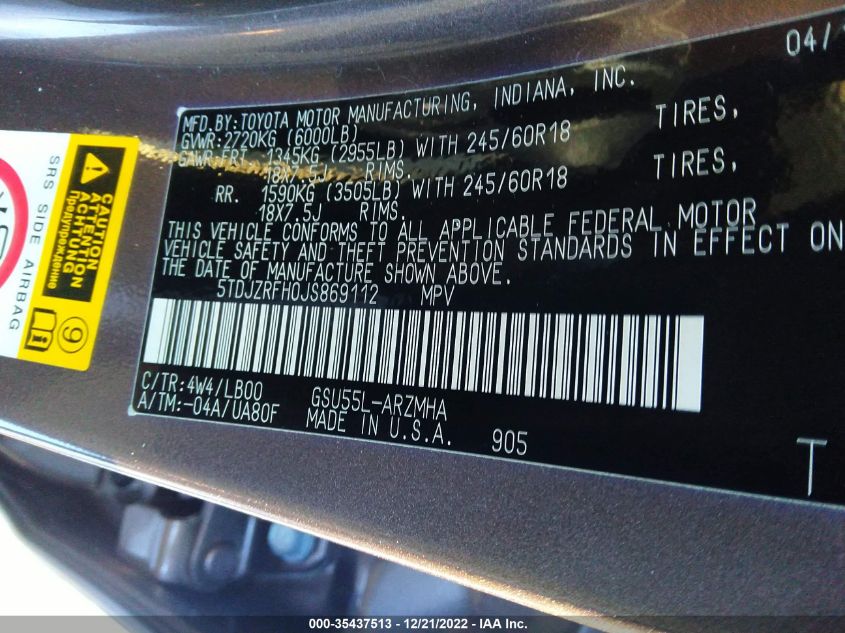 04/
MFD.BY:TOYOTA MOTOR MANUFACTURING, INDIANA, INC.
GVWR:2720KG (6000LB)
GAWR:FRT. 1345KG (2955LB) WITH 245/60R18 TIRES,
18X7.5J RIMS.
RR. 1590KG (3505LB) WITH 245/60R18 TIRES,
18X7.5J RIMS.
THIS VEHICLE CONFORMS TO ALL APPLICABLE FEDERAL MOTOR
VEHICLE SAFETY AND THEFT PREVENTION STANDARDS IN EFFECT ON
THE DATE OF MANUFACTURE SHOWN ABOVE.
5TDJZRFH0JS869112 MPV
C/TR:4W4/LB00 GSU55L-ARZMHA
A/TM:-04A/UA80F MADE IN U.S.A. 905
T
CAUTION
ATTENTION
ACHTUNG
Предупреждение
SRS SIDE AIRBAG
9
000-35437513 - 12/21/2022 - IAA Inc.